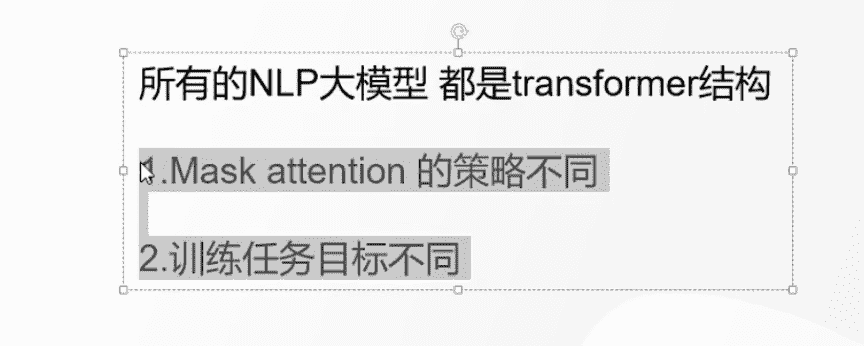 所有的NLP大模型 都是transformer结构
1.Mask attention 的策略不同
2.训练任务目标不同